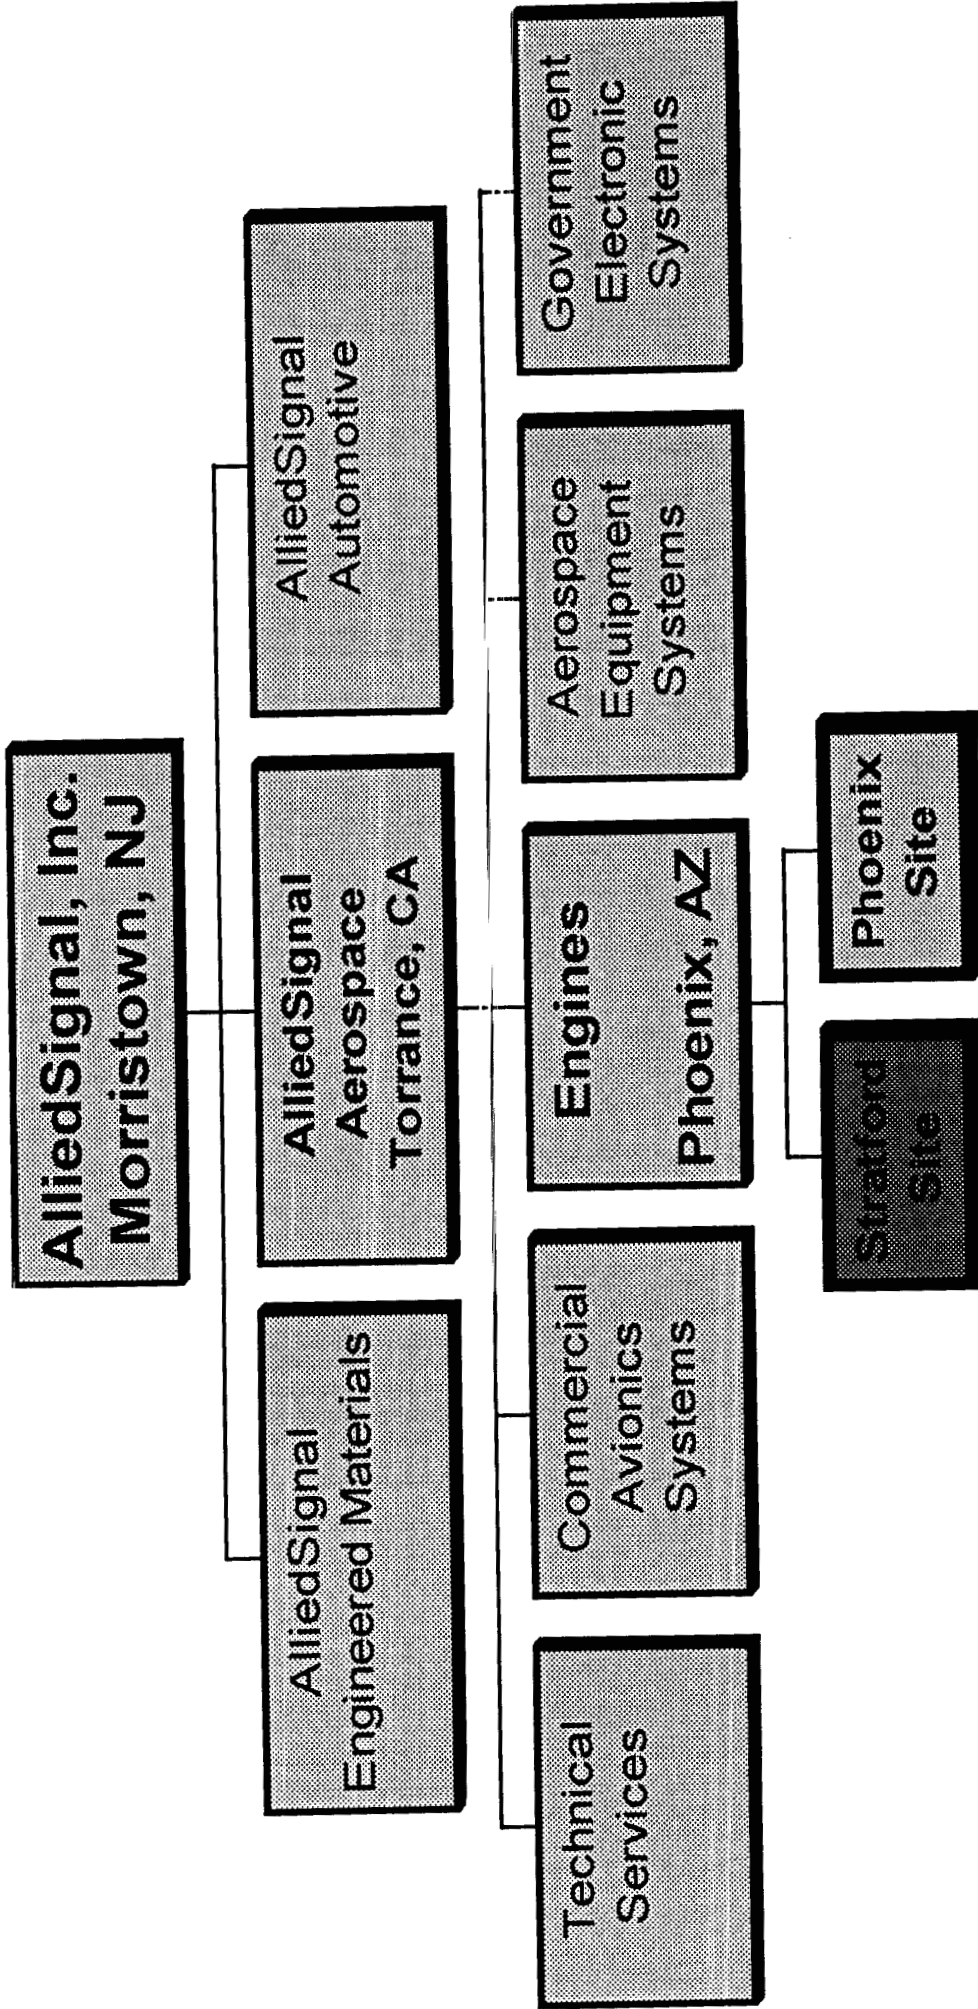 AlliedSignal, Inc.
Morristown, NJ
AlliedSignal
Engineered Materials
AlliedSignal
Aerospace
Torrance, CA
AlliedSignal
Automotive
Technical
Services
Commercial
Avionics
Systems
Engines
Phoenix, AZ
Aerospace
Equipment
Systems
Government
Electronic
Systems
Stratford
Site
Phoenix
Site